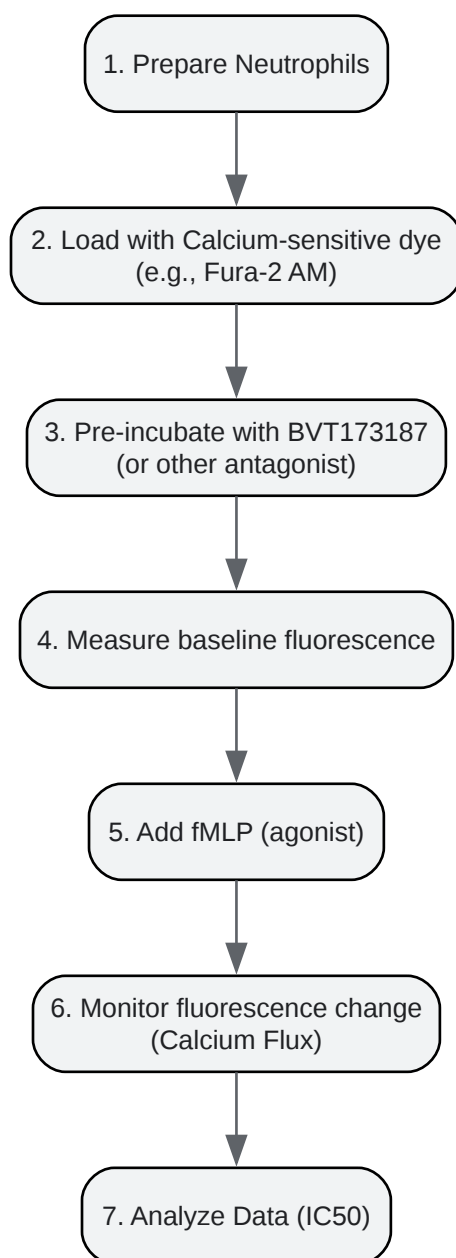 1. Prepare Neutrophils
2. Load with Calcium-sensitive dye
(e.g., Fura-2 AM)
3. Pre-incubate with BVT173187
(or other antagonist)
4. Measure baseline fluorescence
5. Add fMLP (agonist)
6. Monitor fluorescence change
(Calcium Flux)
7. Analyze Data (IC50)